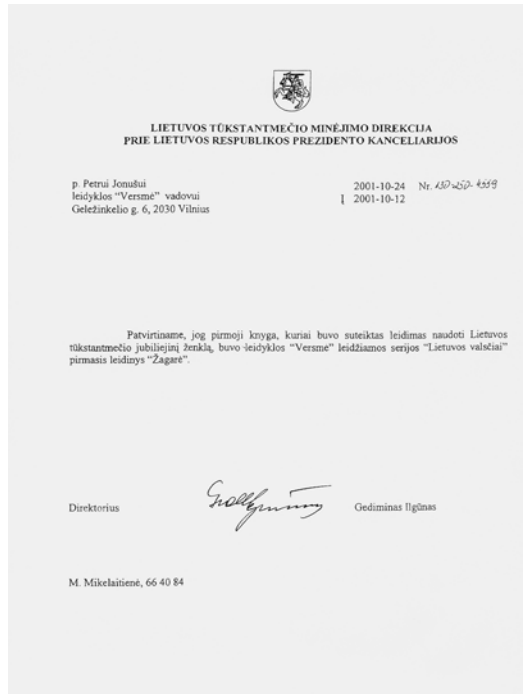 LIETUVOS TŪKSTANTMEČIO MINĖJIMO DIREKCIJA
PRIE LIETUVOS RESPUBLIKOS PREZIDENTO KANCELIARIJOS
p. Petrui Jonušui
leidyklos “Versmė” vadovui
Geležinkelio g. 6, 2030 Vilnius
2001-10-24 Nr.
Į 2001-10-12
Patvirtiname, jog pirmoji knyga, kuriai buvo suteiktas leidimas naudoti Lietuvos
tūkstantmečio jubiliejinį ženklą, buvo leidyklos “Versmė” leidžiamos serijos “Lietuvos valsčiai”
pirmasis leidinys “Žagarė”.
Direktorius
Gediminas Ilgūnas
M. Mikelaitienė, 66 40 84